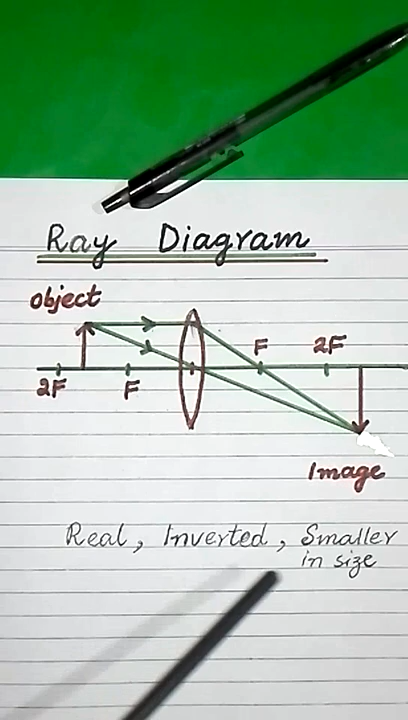 Ray Diagram
Object
F 2F
2F F
Image
Real, Inverted, Smaller
in size